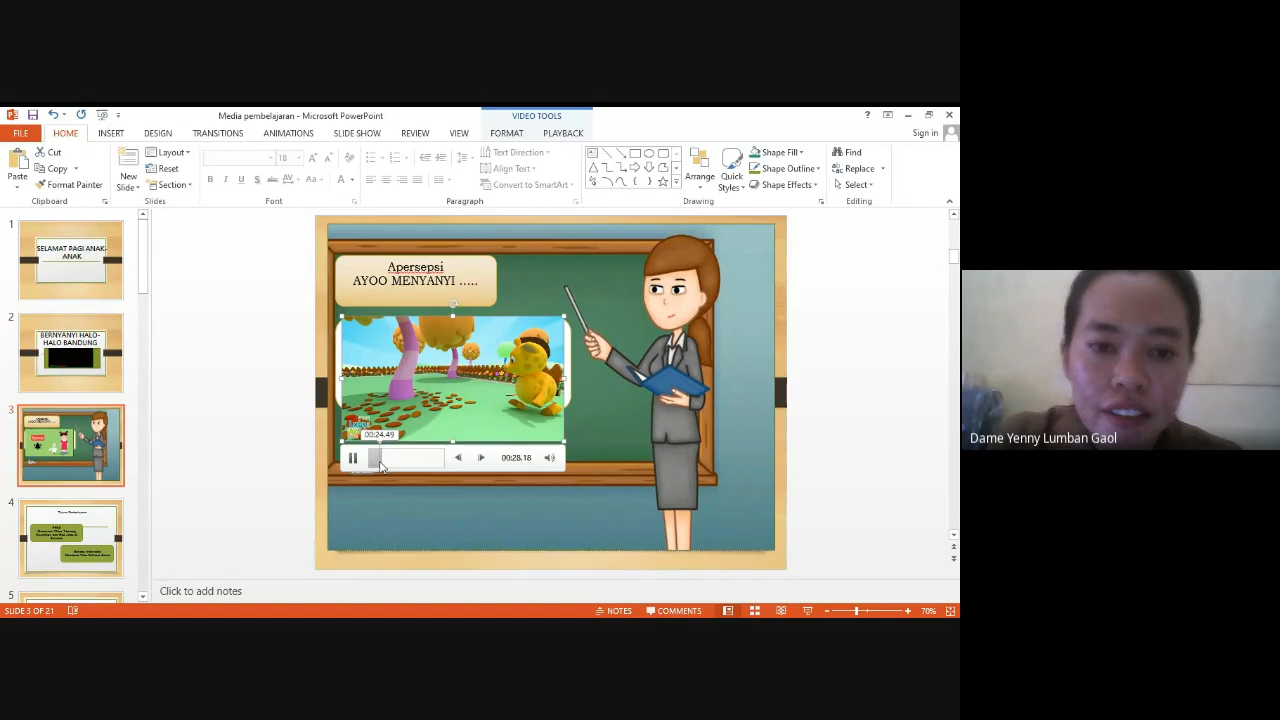 Media pembelajaran - Microsoft PowerPoint
VIDEO TOOLS
FILE HOME INSERT DESIGN TRANSITIONS ANIMATIONS SLIDE SHOW REVIEW VIEW FORMAT PLAYBACK
Sign in
Paste
Cut
Copy
Format Painter
Clipboard
New
Slide
Layout
Reset
Section
Slides
18
Font
Text Direction
Align Text
Convert to SmartArt
Paragraph
Arrange
Quick
Styles
Shape Fill
Shape Outline
Shape Effects
Drawing
Find
Replace
Select
Editing
1
SELAMAT PAGI ANAK-
ANAK
2
BERNYANYI HALO-
HALO BANDUNG
3
4
5
Apersepsi
AYOO MENYANYI .....
00:24.49
00:28.18
Dame Yenny Lumban Gaol
Click to add notes
SLIDE 3 OF 21
NOTES
COMMENTS
70%